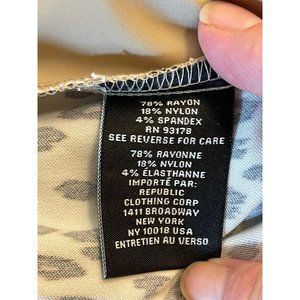 78% RAYON
18% NYLON
4% SPANDEX
RN 93178
SEE REVERSE FOR CARE
78% RAYONNE
18% NYLON
4% ÉLASTHANNE
IMPORTÉ PAR:
REPUBLIC
CLOTHING CORP
1411 BROADWAY
NEW YORK
NY 10018 USA
ENTRETIEN AU VERSO